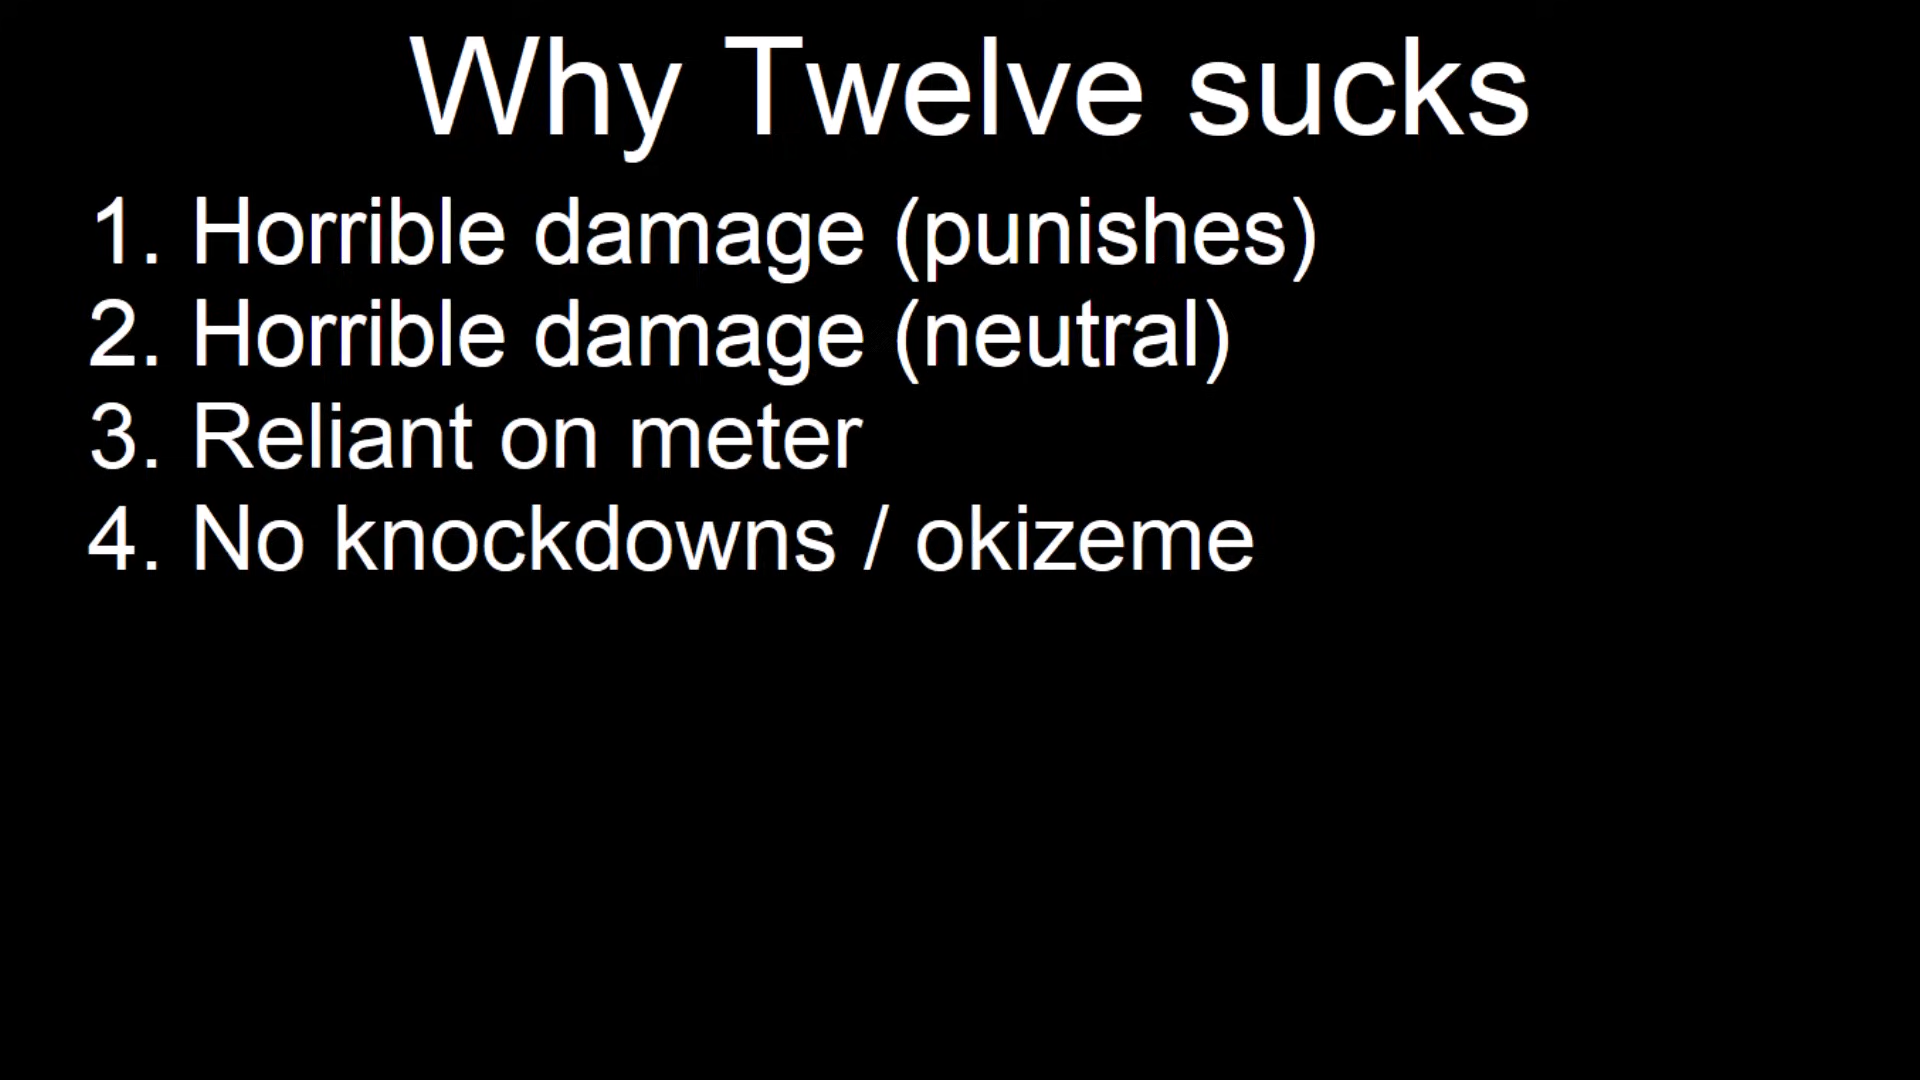 Why Twelve sucks
1. Horrible damage (punishes)
2. Horrible damage (neutral)
3. Reliant on meter
4. No knockdowns / okizeme